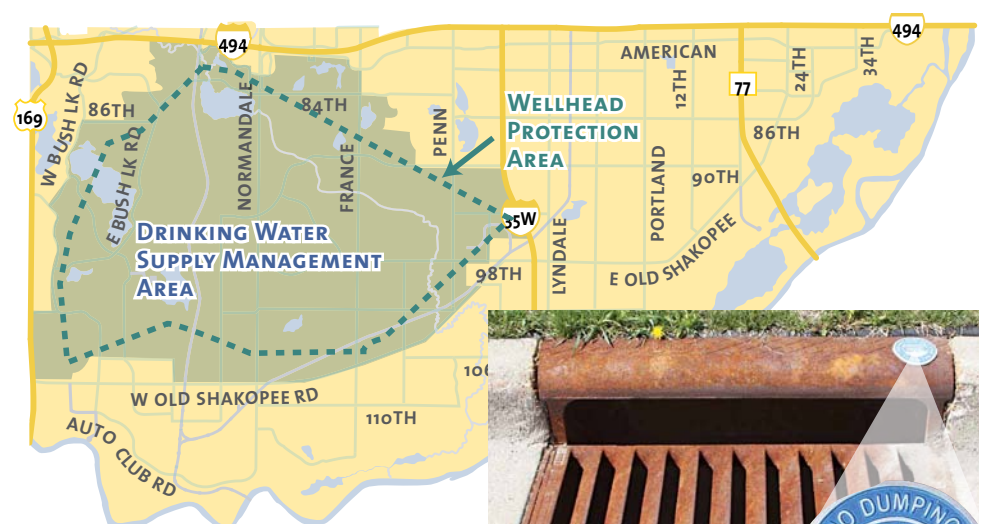 494
494
AMERICAN
169
W BUSH LK RD
86TH
NORMANDALE
84TH
FRANCE
PENN
WELLHEAD
PROTECTION
AREA
12TH
77
24TH
34TH
86TH
90TH
PORTLAND
E BUSH LK RD
DRINKING WATER
SUPPLY MANAGEMENT
AREA
35W
LYNDALE
98TH
E OLD SHAKOPEE
W OLD SHAKOPEE RD
110TH
AUTO CLUB RD